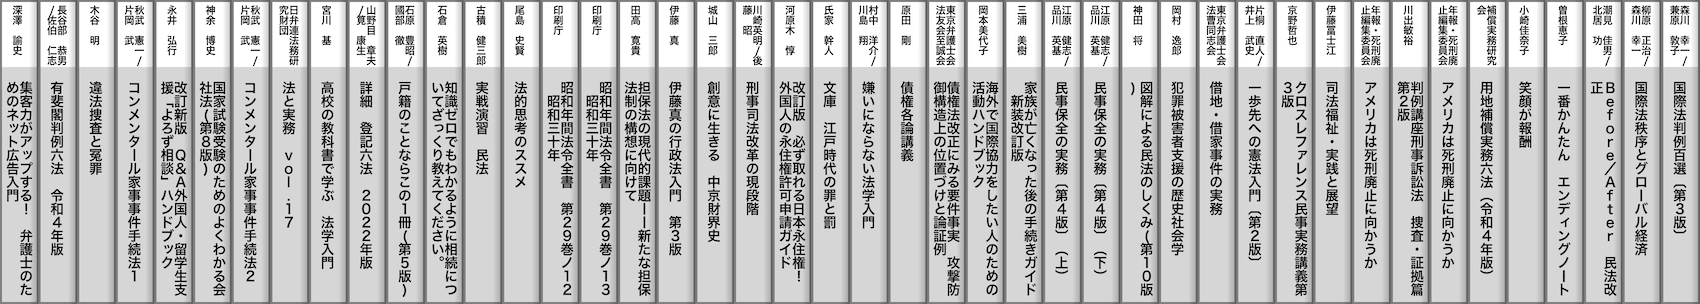 森川　幸一/
兼原　敦子
国際法判例百選〔第３版〕
柳原　正治/
森川　幸一
国際法秩序とグローバル経済
潮見　佳男/
北居　功
Ｂｅｆｏｒｅ/Ａｆｔｅｒ　民法改
正
曽根恵子
一番かんたん　エンディングノート
小崎佳奈子
笑顔が報酬
補償実務研究
会
用地補償実務六法（令和４年版）
年報・死刑廃
止編集委員会
アメリカは死刑廃止に向かうか
川出敏裕
判例講座刑事訴訟法　捜査・証拠篇
第２版
年報・死刑廃
止編集委員会
アメリカは死刑廃止に向かうか
伊藤冨士江
司法福祉・実践と展望
京野哲也
クロスレファレンス民事実務講義第
３版
片桐　直人/
井上　武史
一歩先への憲法入門〔第２版〕
東京弁護士会
法曹同志会
借地・借家事件の実務
岡村　逸郎
犯罪被害者支援の歴史社会学
神田　将
図解による民法のしくみ(第１０版
)
江原　健志/
品川　英基
民事保全の実務〔第４版〕（下）
江原　健志/
品川　英基
民事保全の実務〔第４版〕（上）
三浦　美樹
家族が亡くなった後の手続きガイド
　新装改訂版
岡本美代子
海外で国際協力をしたい人のための
活動ハンドブック
東京弁護士会
法友会至誠会
債権法改正にみる要件事実　攻撃防
御構造上の位置づけと論証例
原田　剛
債権各論講義
村中　洋介/
川島　翔
嫌いにならない法学入門
氏家　幹人
文庫　江戸時代の罪と罰
河原木　惇
改訂版　必ず取れる日本永住権！
外国人の永住権許可申請ガイド
川崎英明/後
藤　昭
刑事司法改革の現段階
城山　三郎
創意に生きる　中京財界史
伊藤　真
伊藤真の行政法入門　第３版
田高　寛貴
担保法の現代的課題――新たな担保
法制の構想に向けて
印刷庁
昭和年間法令全書　第２９巻ノ１３
　昭和三十年
印刷庁
昭和年間法令全書　第２９巻ノ１２
　昭和三十年
尾島　史賢
法的思考のススメ
古積　健三郎
実戦演習　民法
石倉　英樹
知識ゼロでもわかるように相続につ
いてざっくり教えてください。
石原　豊昭/
國部　徹
戸籍のことならこの１冊(第５版)
山野目　章夫
/筧　康生
詳細　登記六法　２０２２年版
宮川　基
高校の教科書で学ぶ　法学入門
日弁連法務研
究財団
法と実務　ｖｏｌ．１７
秋武　憲一/
片岡　武
コンメンタール家事事件手続法２
神余　博史
国家試験受験のためのよくわかる会
社法(第８版)
永井　弘行
改訂新版　Ｑ＆Ａ外国人・留学生支
援「よろず相談」ハンドブック
秋武　憲一/
片岡　武
コンメンタール家事事件手続法１
木谷　明
違法捜査と冤罪
長谷部　恭男
/佐伯　仁志
有斐閣判例六法　令和４年版
深澤　諭史
集客力がアップする！　弁護士のた
めのネット広告入門